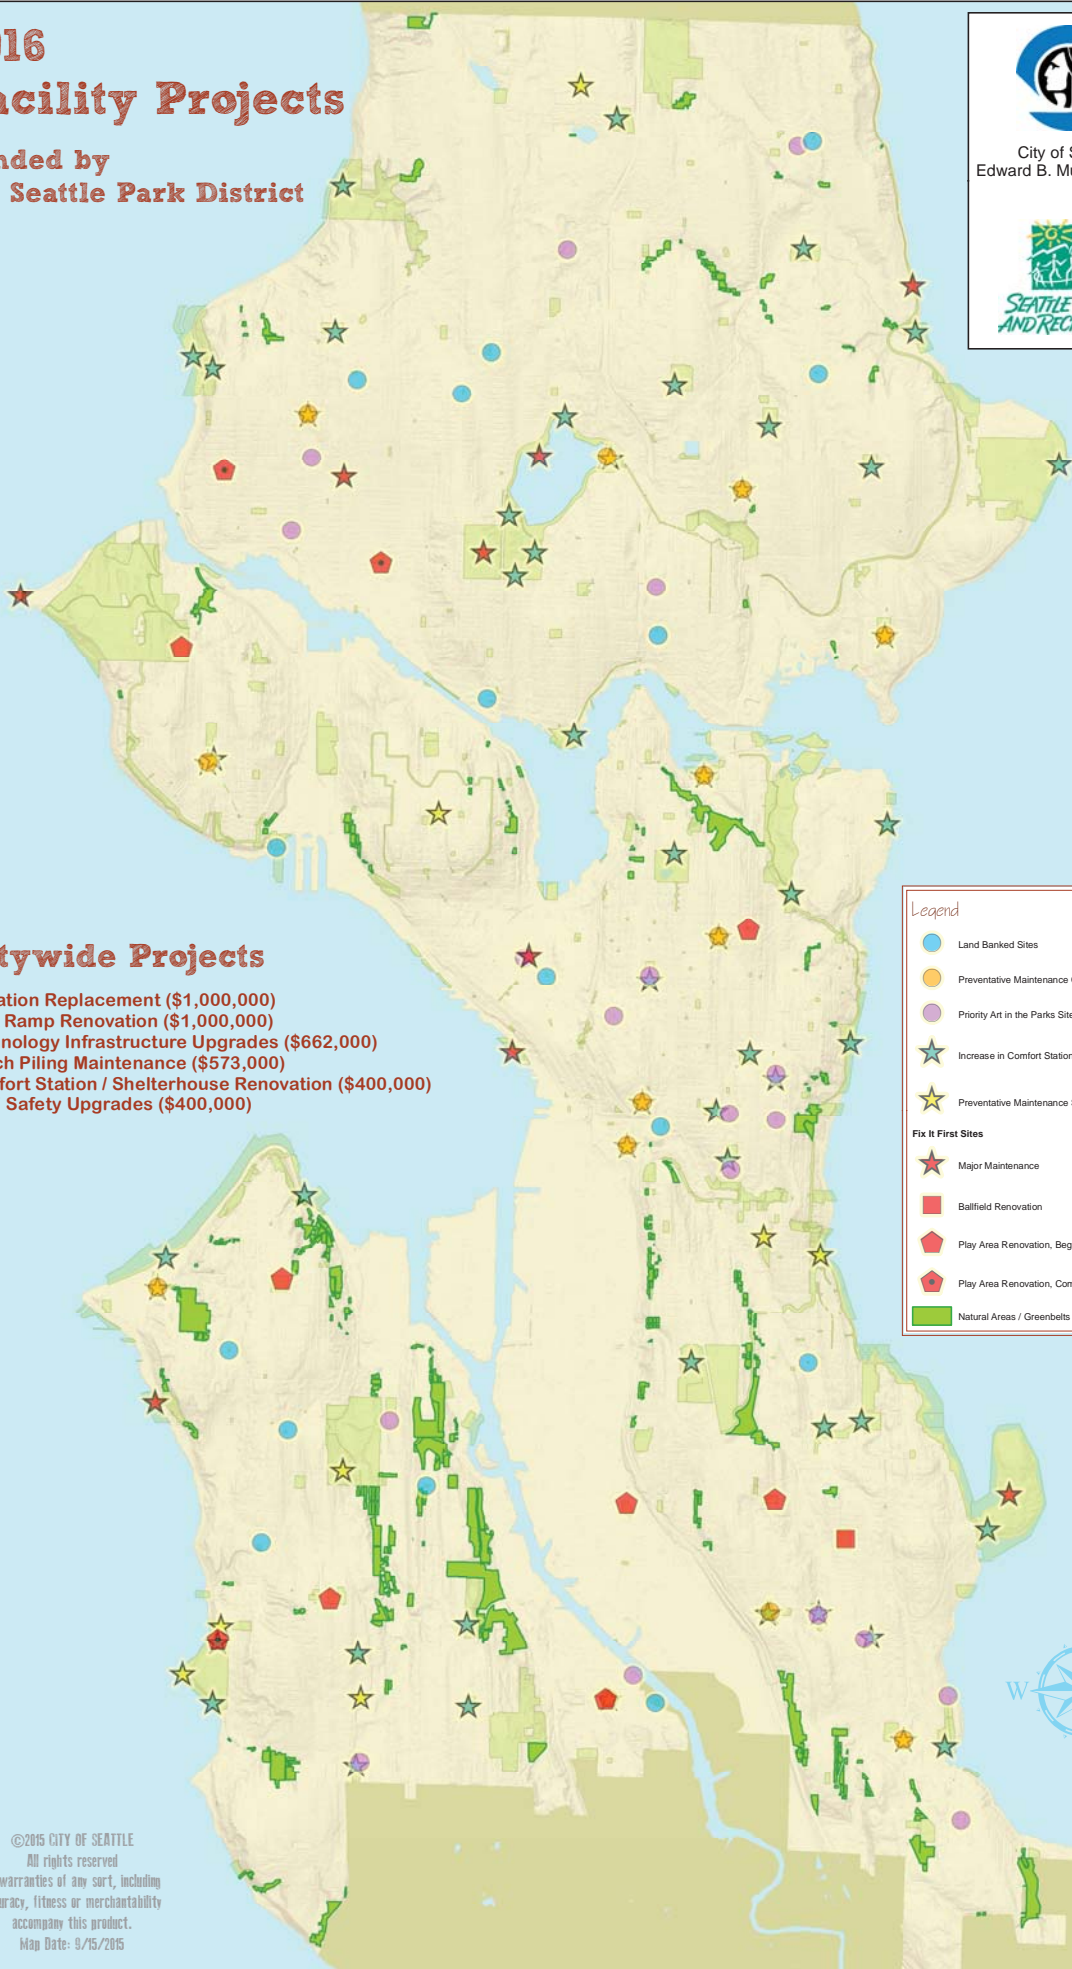 016
acility Projects
nded by
Seattle Park District
City of S
Edward B. Mu
SEATTLE
AND REC
tywide Projects
ation Replacement ($1,000,000)
Ramp Renovation ($1,000,000)
nology Infrastructure Upgrades ($662,000)
ch Piling Maintenance ($573,000)
fort Station / Shelterhouse Renovation ($400,000)
Safety Upgrades ($400,000)
Legend
Land Banked Sites
Preventative Maintenance
Priority Art in the Parks Site
Increase in Comfort Station
Preventative Maintenance
Fix It First Sites
Major Maintenance
Ballfield Renovation
Play Area Renovation, Beg
Play Area Renovation, Com
Natural Areas / Greenbelts
W
©2015 CITY OF SEATTLE
All rights reserved
warranties of any sort, including
uracy, fitness or merchantability
accompany this product.
Map Date: 9/15/2015